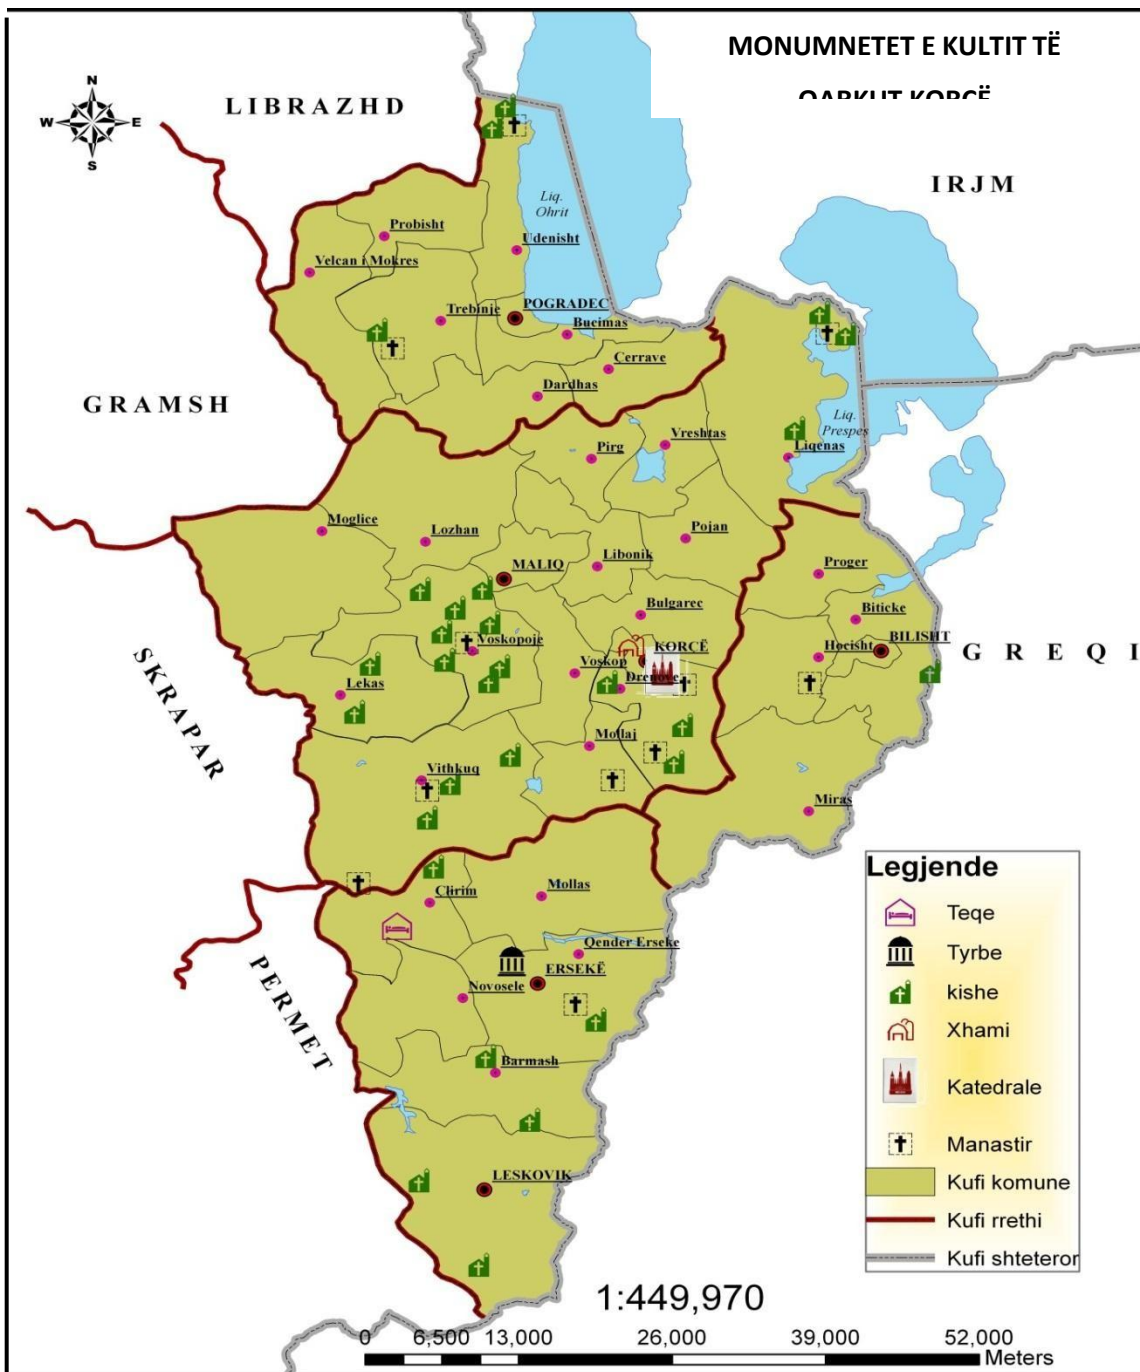 MONUMNETET E KULTIT TË
QARKUT KORÇË
N
W E
S
LIBRAZHD
IRJM
Liq.
Ohrit
Probisht
Udenisht
Velcan i Mokres
POGRADEC
Trebinje
Bucimas
Cerrave
GRAMSH
Dardhas
Liq.
Prespes
Vreshtas
Pirg
Liqenas
Moglice
Lozhan
Pojan
MALIQ
Libonik
Proger
Bulgarec
Biticke
Voskopoje
KORCË
BILISHT
Hocisht
GREQI
SKRAPAR
Voskop
Lekas
Drenove
Mollaj
Vithkuq
Miras
Clirim
Mollas
Qender Erseke
ERSEKË
Novosele
PERMET
Barmash
LESKOVIK
Legjende
Teqe
Tyrbe
kishe
Xhami
Katedrale
Manastir
Kufi komune
Kufi rrethi
Kufi shteteror
1:449,970
0 6,500 13,000 26,000 39,000 52,000
Meters